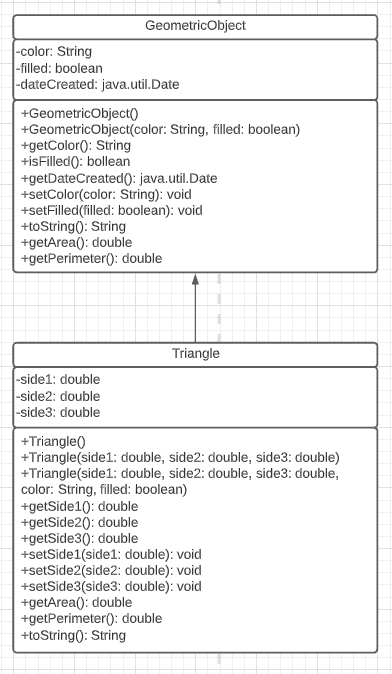 GeometricObject
-color: String
-filled: boolean
-dateCreated: java.util.Date
+GeometricObject()
+GeometricObject(color: String, filled: boolean)
+getColor(): String
+isFilled(): bollean
+getDateCreated(): java.util.Date
+setColor(color: String): void
+setFilled(filled: boolean): void
+toString(): String
+getArea(): double
+getPerimeter(): double
Triangle
-side1: double
-side2: double
-side3: double
+Triangle()
+Triangle(side1: double, side2: double, side3: double)
+Triangle(side1: double, side2: double, side3: double,
color: String, filled: boolean)
+getSide1(): double
+getSide2(): double
+getSide3(): double
+setSide1(side1: double): void
+setSide2(side2: double): void
+setSide3(side3: double): void
+getArea(): double
+getPerimeter(): double
+toString(): String